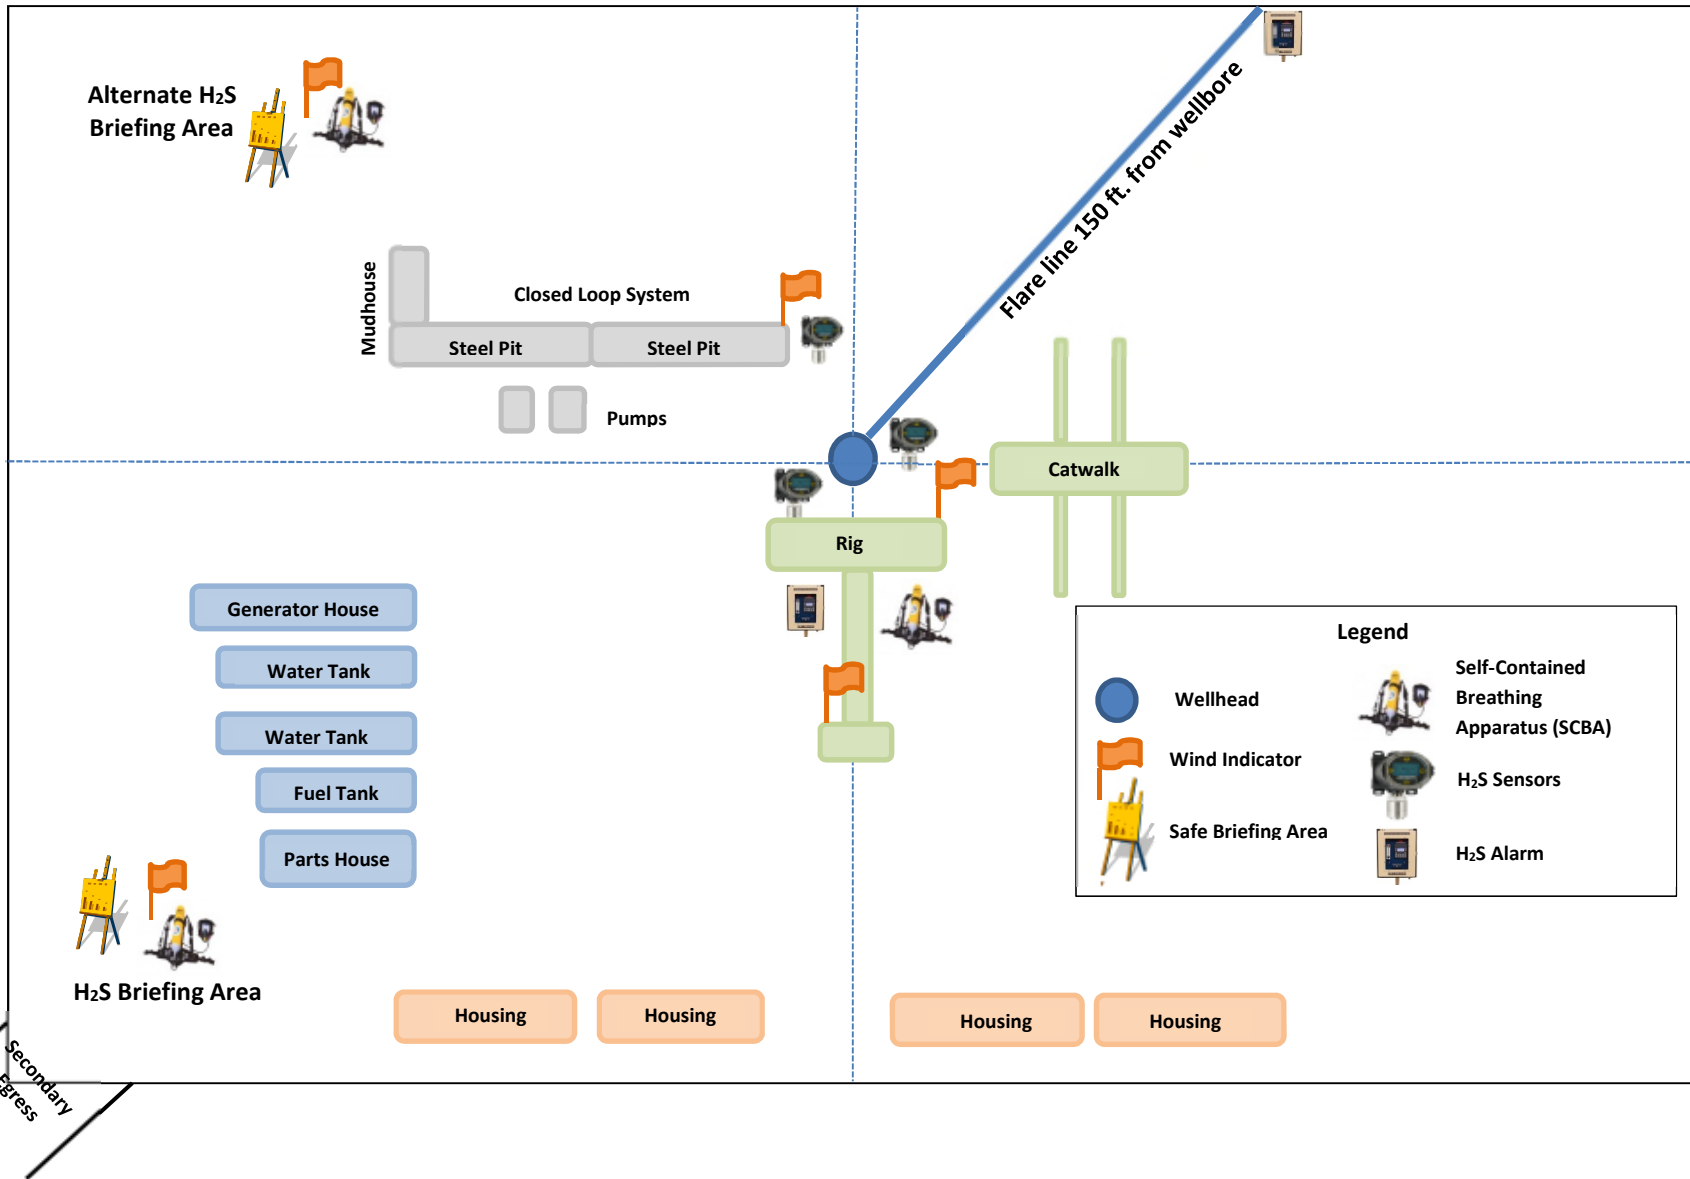 Alternate H₂S
Briefing Area
Flare line 150 ft. from wellbore
Mudhouse
Closed Loop System
Steel Pit
Steel Pit
Pumps
Catwalk
Rig
Generator House
Water Tank
Water Tank
Fuel Tank
Parts House
H₂S Briefing Area
Housing
Housing
Housing
Housing
Secondary
Egress
Legend
Wellhead
Wind Indicator
Safe Briefing Area
Self-Contained
Breathing
Apparatus (SCBA)
H₂S Sensors
H₂S Alarm